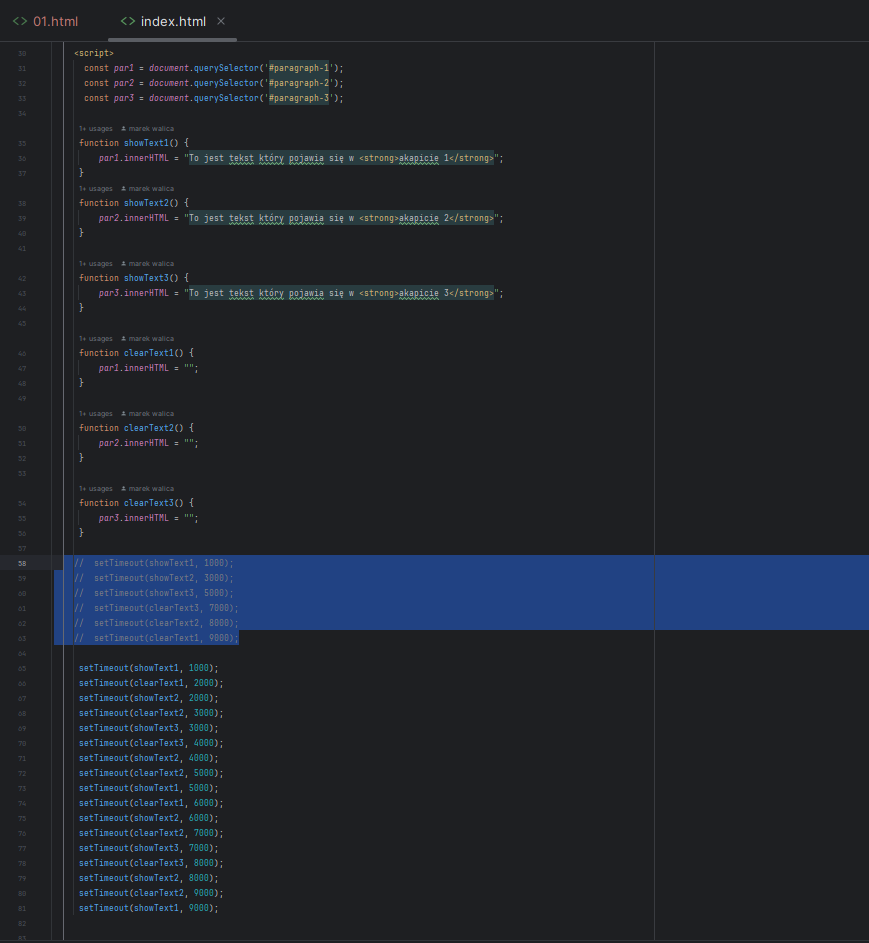 01.html index.html
30 <script>
31 const par1 = document.querySelector('#paragraph-1');
32 const par2 = document.querySelector('#paragraph-2');
33 const par3 = document.querySelector('#paragraph-3');
34
1+ usages marek walica
35 function showText1() {
36 par1.innerHTML = "To jest tekst który pojawia się w <strong>akapicie 1</strong>";
37 }
1+ usages marek walica
38 function showText2() {
39 par2.innerHTML = "To jest tekst który pojawia się w <strong>akapicie 2</strong>";
40 }
41
1+ usages marek walica
42 function showText3() {
43 par3.innerHTML = "To jest tekst który pojawia się w <strong>akapicie 3</strong>";
44 }
45
1+ usages marek walica
46 function clearText1() {
47 par1.innerHTML = "";
48 }
49
1+ usages marek walica
50 function clearText2() {
51 par2.innerHTML = "";
52 }
53
1+ usages marek walica
54 function clearText3() {
55 par3.innerHTML = "";
56 }
57
58 // setTimeout(showText1, 1000);
59 // setTimeout(showText2, 3000);
60 // setTimeout(showText3, 5000);
61 // setTimeout(clearText3, 7000);
62 // setTimeout(clearText2, 8000);
63 // setTimeout(clearText1, 9000);
64
65 setTimeout(showText1, 1000);
66 setTimeout(clearText1, 2000);
67 setTimeout(showText2, 2000);
68 setTimeout(clearText2, 3000);
69 setTimeout(showText3, 3000);
70 setTimeout(clearText3, 4000);
71 setTimeout(showText2, 4000);
72 setTimeout(clearText2, 5000);
73 setTimeout(showText1, 5000);
74 setTimeout(clearText1, 6000);
75 setTimeout(showText2, 6000);
76 setTimeout(clearText2, 7000);
77 setTimeout(showText3, 7000);
78 setTimeout(clearText3, 8000);
79 setTimeout(showText2, 8000);
80 setTimeout(clearText2, 9000);
81 setTimeout(showText1, 9000);
82
83